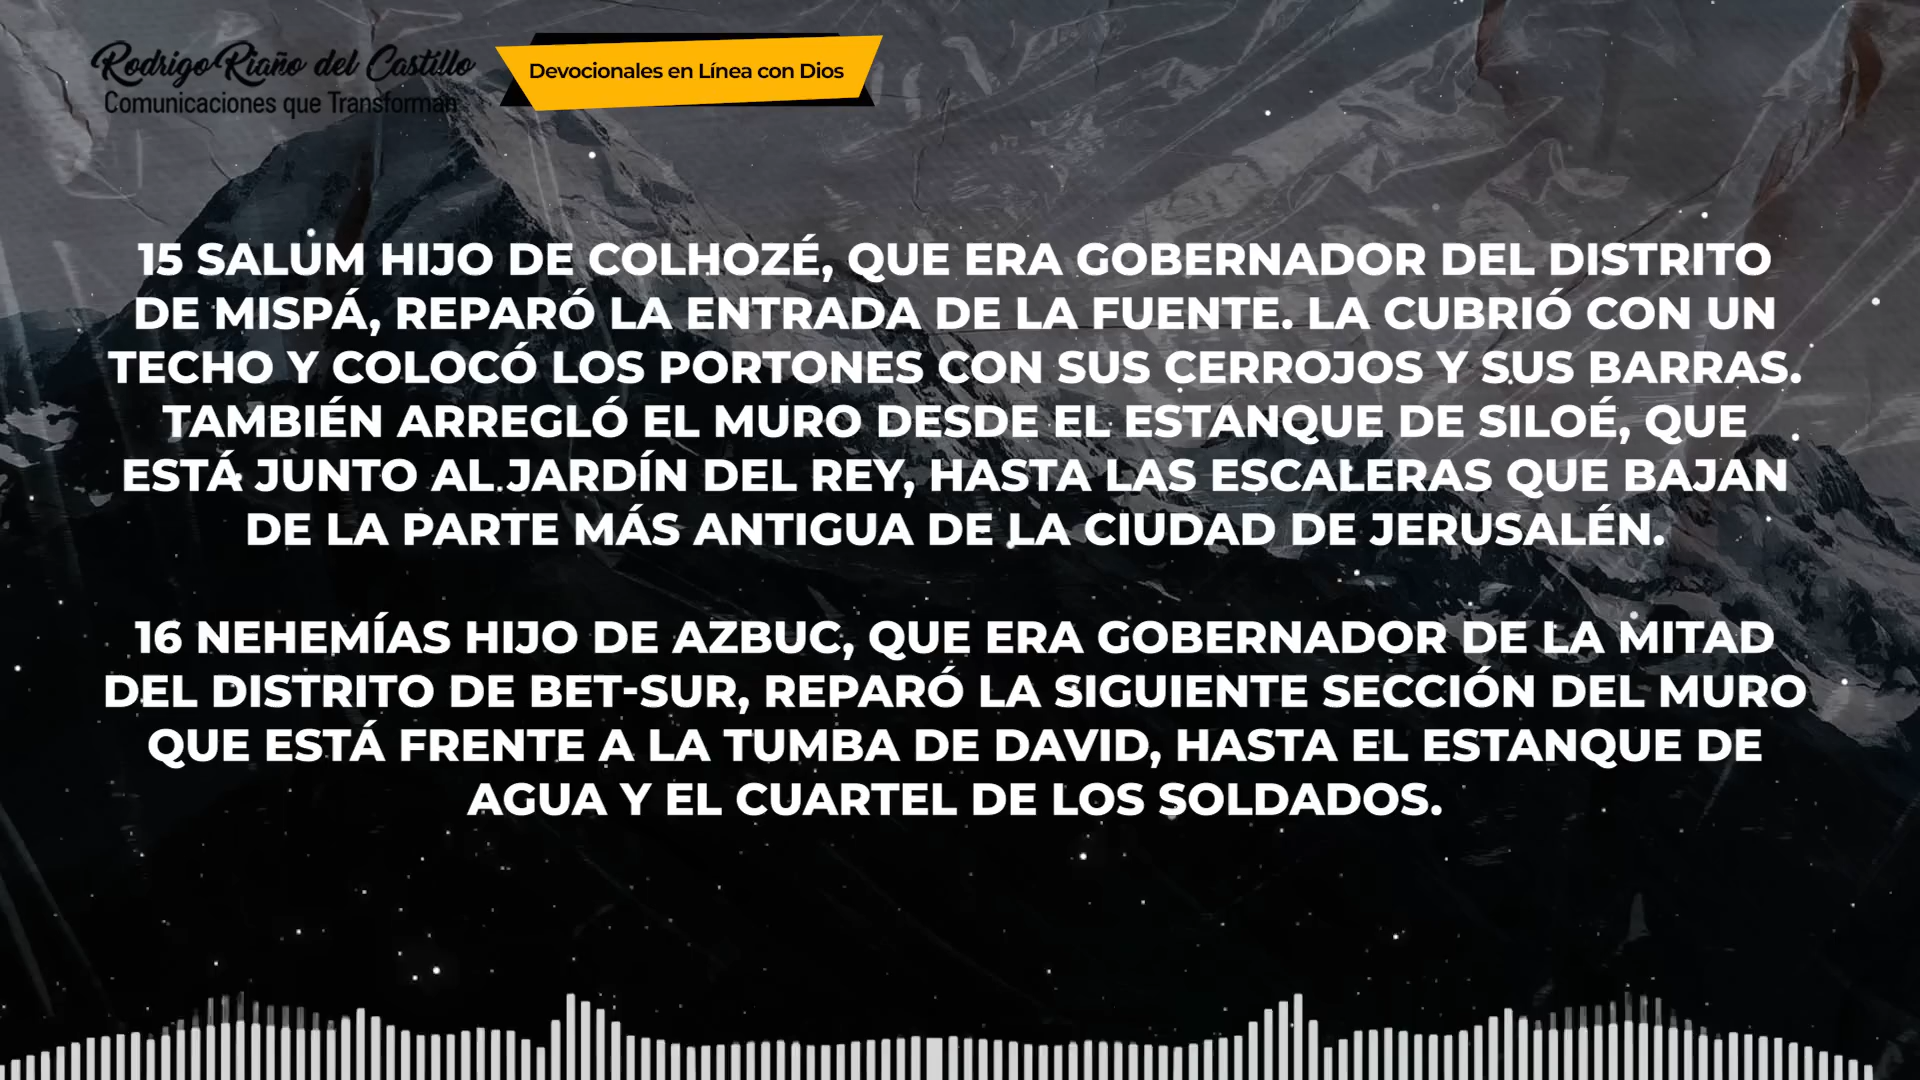 Rodrigo Riaño del Castillo
Comunicaciones que Transforman
Devocionales en Línea con Dios
15 SALUM HIJO DE COLHOZÉ, QUE ERA GOBERNADOR DEL DISTRITO
DE MISPÁ, REPARÓ LA ENTRADA DE LA FUENTE. LA CUBRIÓ CON UN
TECHO Y COLOCÓ LOS PORTONES CON SUS CERROJOS Y SUS BARRAS.
TAMBIÉN ARREGLÓ EL MURO DESDE EL ESTANQUE DE SILOÉ, QUE
ESTÁ JUNTO AL JARDÍN DEL REY, HASTA LAS ESCALERAS QUE BAJAN
DE LA PARTE MÁS ANTIGUA DE LA CIUDAD DE JERUSALÉN.
16 NEHEMÍAS HIJO DE AZBUC, QUE ERA GOBERNADOR DE LA MITAD
DEL DISTRITO DE BET-SUR, REPARÓ LA SIGUIENTE SECCIÓN DEL MURO
QUE ESTÁ FRENTE A LA TUMBA DE DAVID, HASTA EL ESTANQUE DE
AGUA Y EL CUARTEL DE LOS SOLDADOS.